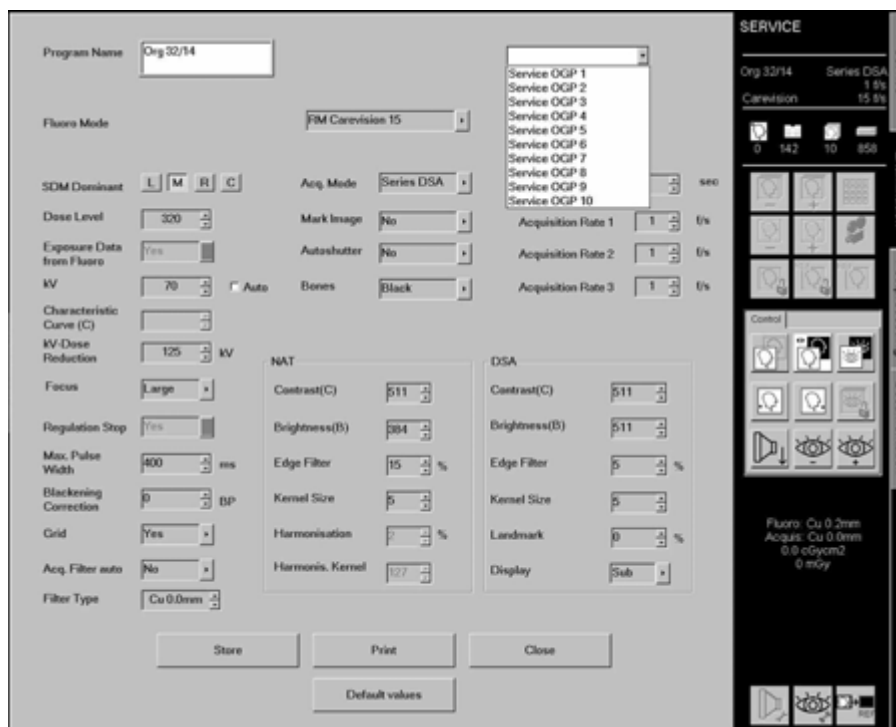 SERVICE
Program Name Org 32/14
Service OGP 1
Service OGP 2
Service OGP 3
Service OGP 4
Service OGP 5
Service OGP 6
Service OGP 7
Service OGP 8
Service OGP 9
Service OGP 10
Org 32/14 Series DSA
1 f/s
Carevision 15 f/s
0 142 10 858
Fluoro Mode RM Carevision 15
SDM Dominant L M R C Acq. Mode Series DSA sec
Dose Level 320 Mark Image No Acquisition Rate 1 1 f/s
Exposure Data from Fluoro Yes Autoshutter No Acquisition Rate 2 1 f/s
kV 70 Auto Bones Black Acquisition Rate 3 1 f/s
Characteristic Curve (C)
kV-Dose Reduction 125 kV
Focus Large
Regulation Stop Yes
Max. Pulse Width 400 ms
Blackening Correction 0 BP
Grid Yes
Acq. Filter auto No
Filter Type Cu 0.0mm
NAT
Contrast(C) 511
Brightness(B) 384
Edge Filter 15 %
Kernel Size 5
Harmonisation 2 %
Harmonis. Kernel 127
DSA
Contrast(C) 511
Brightness(B) 511
Edge Filter 5 %
Kernel Size 5
Landmark 0 %
Display Sub
Control
Fluoro: Cu 0.2mm
Acquis: Cu 0.0mm
0.0 cGycm2
0 mGy
Store Print Close
Default values
REF